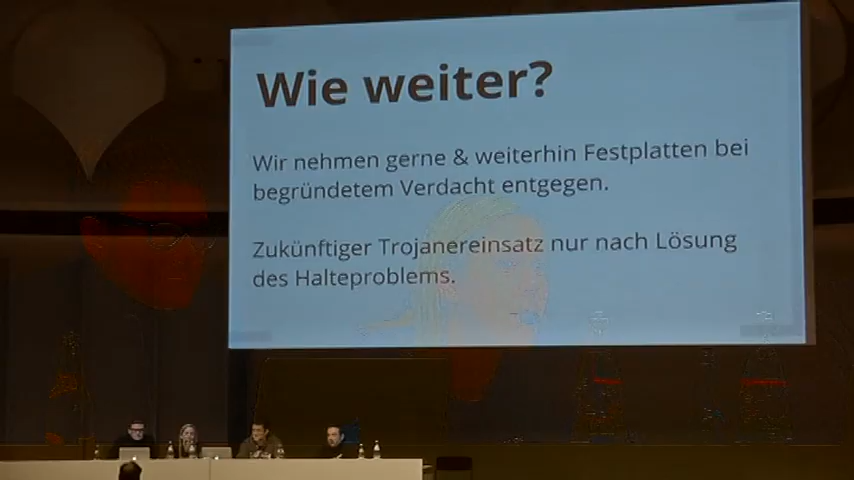 Wie weiter?
Wir nehmen gerne & weiterhin Festplatten bei
begründetem Verdacht entgegen.
Zukünftiger Trojanereinsatz nur nach Lösung
des Halteproblems.